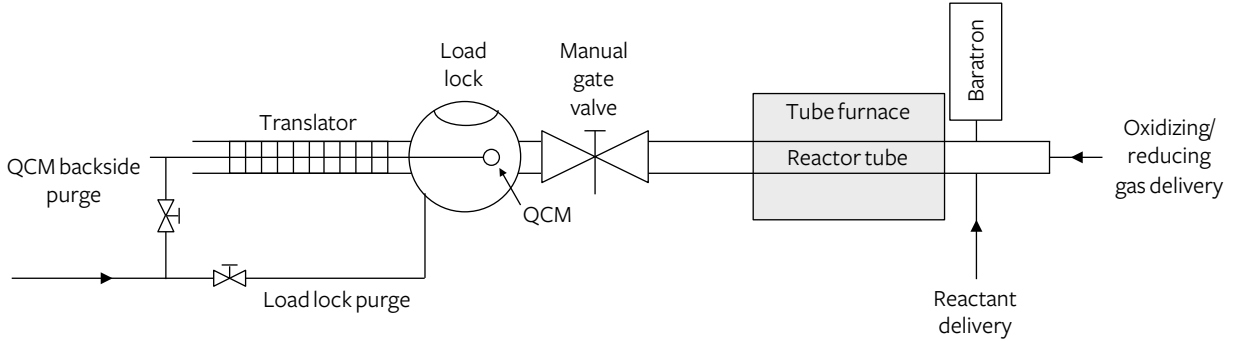 Load
lock
Manual
gate
valve
Baratron
Translator
Tube furnace
Oxidizing/
reducing
gas delivery
Reactor tube
QCM backside
purge
QCM
Load lock purge
Reactant
delivery